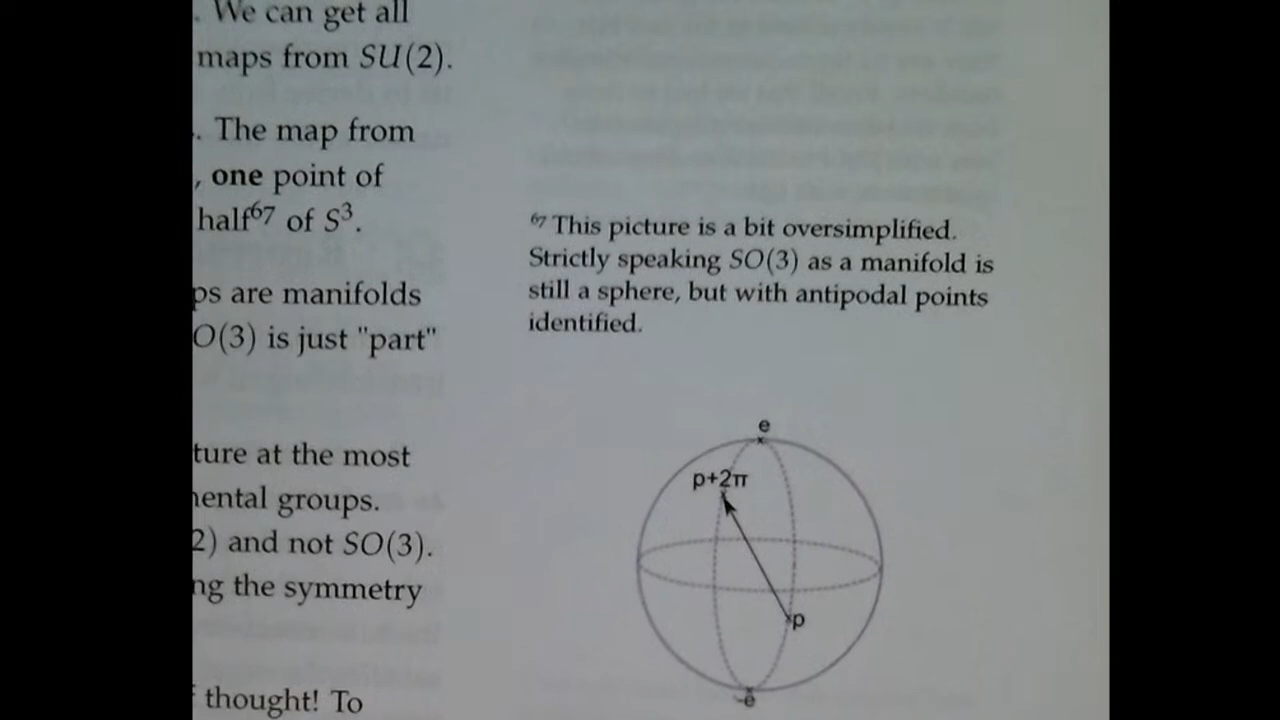 . We can get all
maps from SU(2).
. The map from
, one point of
half⁶⁷ of S³.
ps are manifolds
O(3) is just "part"
ture at the most
ental groups.
2) and not SO(3).
ng the symmetry
thought! To
⁶⁷ This picture is a bit oversimplified.
Strictly speaking SO(3) as a manifold is
still a sphere, but with antipodal points
identified.
e
p+2π
p
-e